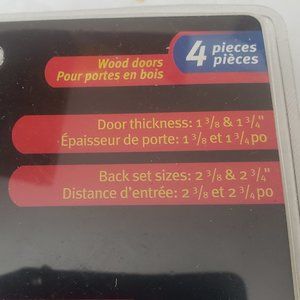 Wood doors
Pour portes en bois
4 pieces
pièces
Door thickness: 1 3/8 & 1 3/4"
Épaisseur de porte: 1 3/8 et 1 3/4 po
Back set sizes: 2 3/8 & 2 3/4"
Distance d'entrée: 2 3/8 et 2 3/4 po